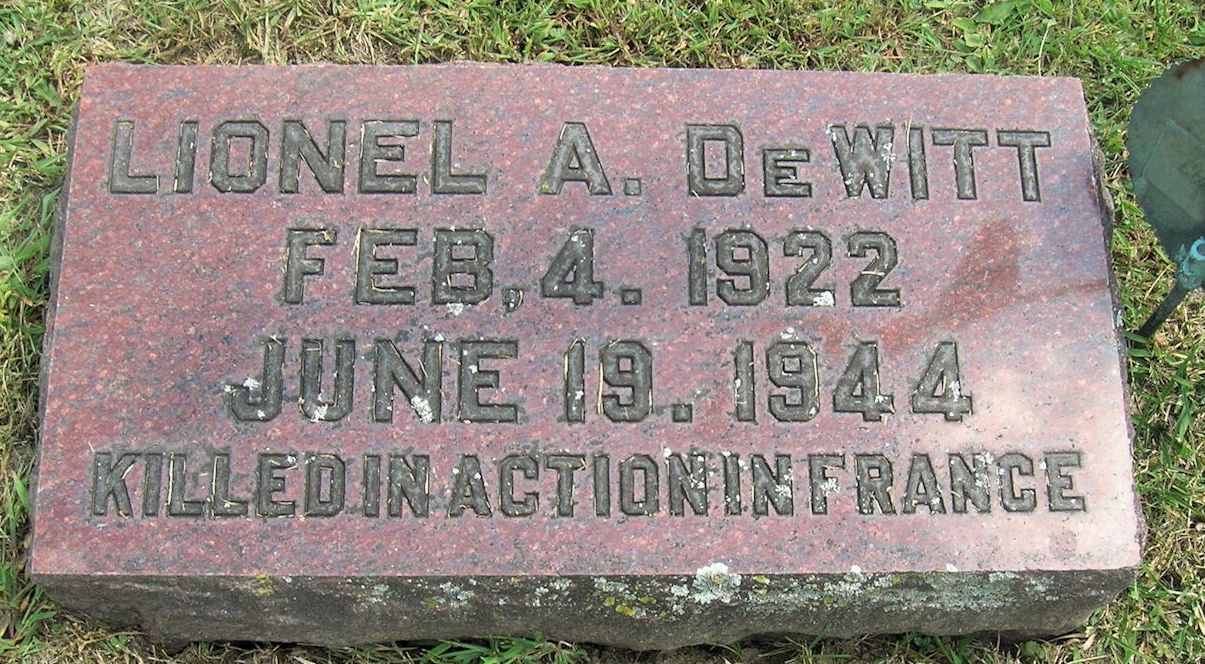 LIONEL A. DEWITT
FEB, 4. 1922
JUNE 19. 1944
KILLED IN ACTION IN FRANCE